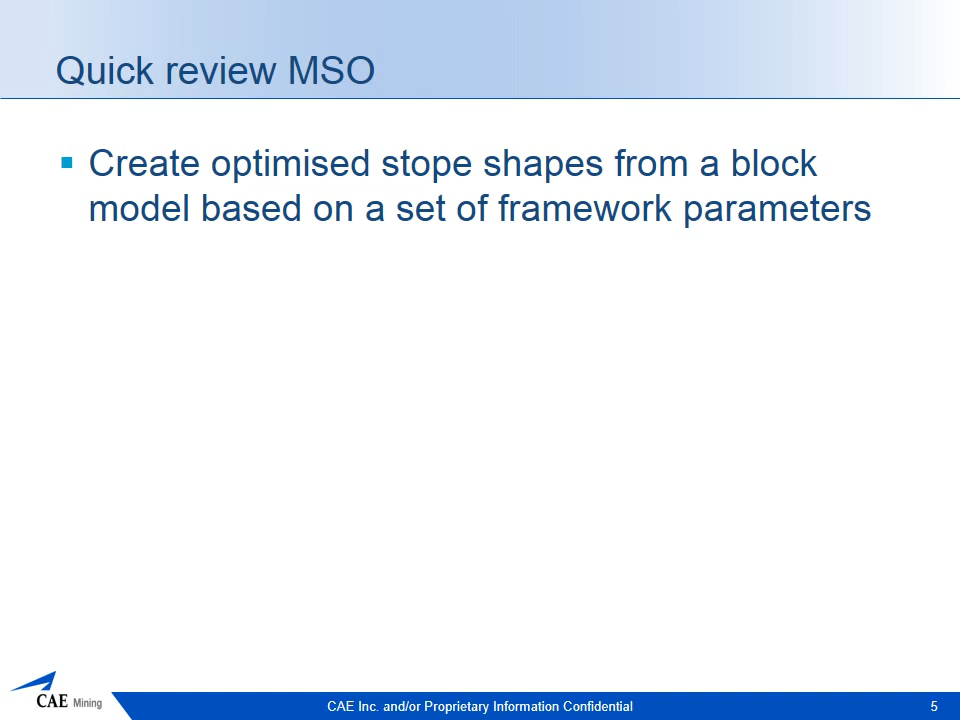 Quick review MSO
Create optimised stope shapes from a block
model based on a set of framework parameters
CAE Mining
CAE Inc. and/or Proprietary Information Confidential
5